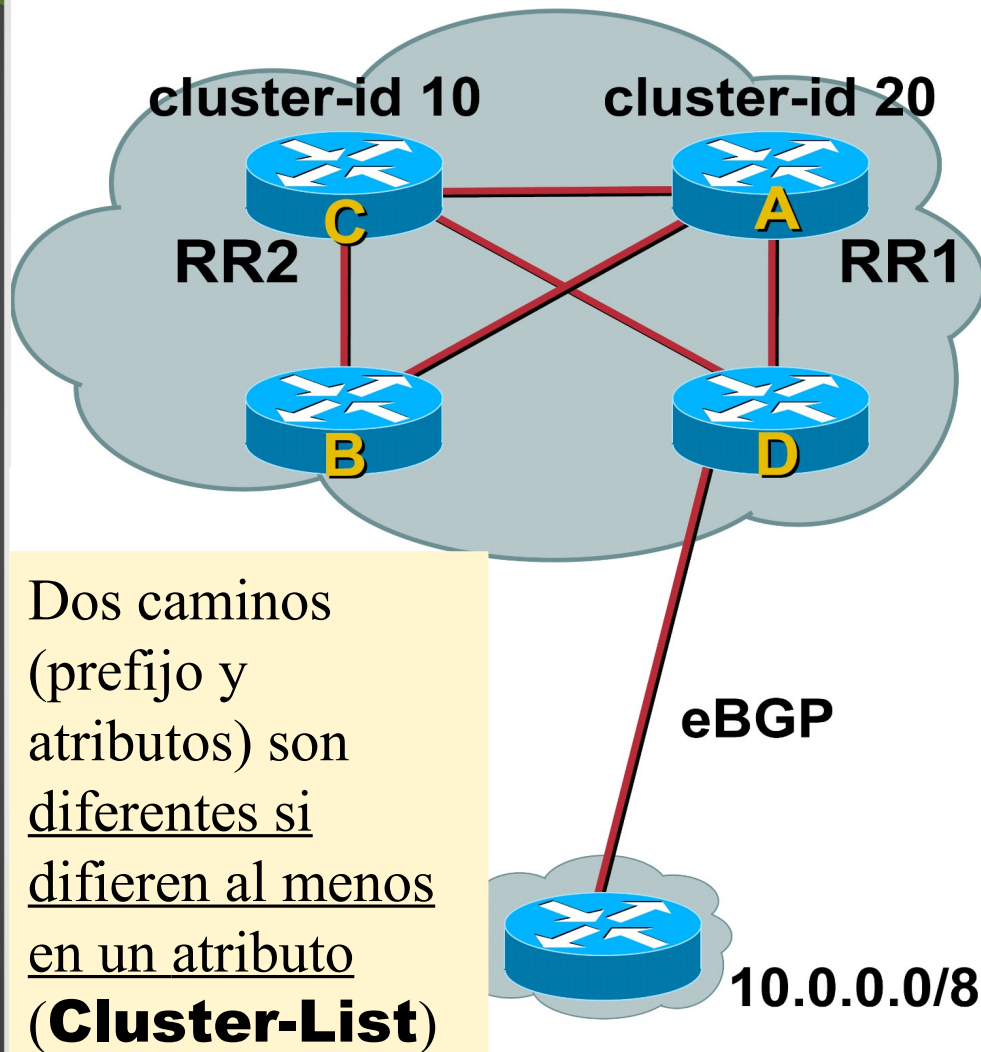 cluster-id 10
cluster-id 20
C
A
RR2
RR1
B
D
Dos caminos
(prefijo y
atributos) son
diferentes si
difieren al menos
en un atributo
(Cluster-List)
eBGP
10.0.0.0/8